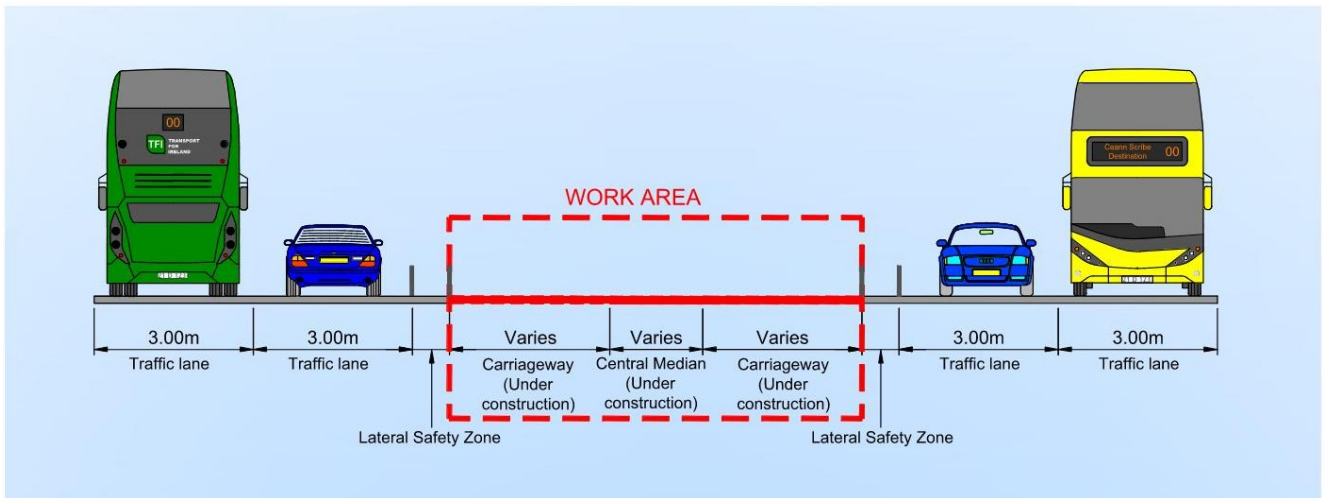 00
TFI
TRANSPORT
FOR
IRELAND
WORK AREA
Ceann Scribe
Destination
00
3.00m
Traffic lane
3.00m
Traffic lane
Varies
Carriageway
(Under
construction)
Varies
Central Median
(Under
construction)
Varies
Carriageway
(Under
construction)
3.00m
Traffic lane
3.00m
Traffic lane
Lateral Safety Zone
Lateral Safety Zone